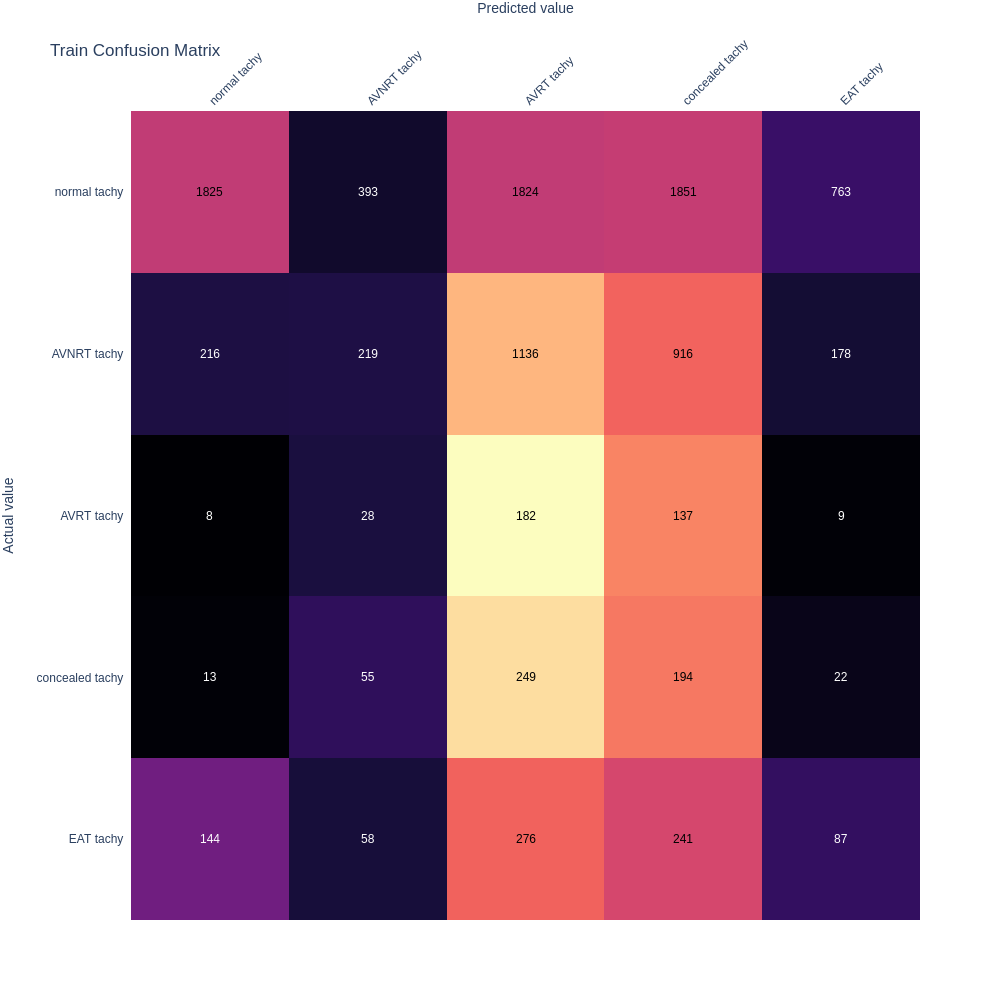 Predicted value
Train Confusion Matrix
normal tachy AVNRT tachy AVRT tachy concealed tachy EAT tachy
normal tachy 1825 393 1824 1851 763
AVNRT tachy 216 219 1136 916 178
Actual value
AVRT tachy 8 28 182 137 9
concealed tachy 13 55 249 194 22
EAT tachy 144 58 276 241 87